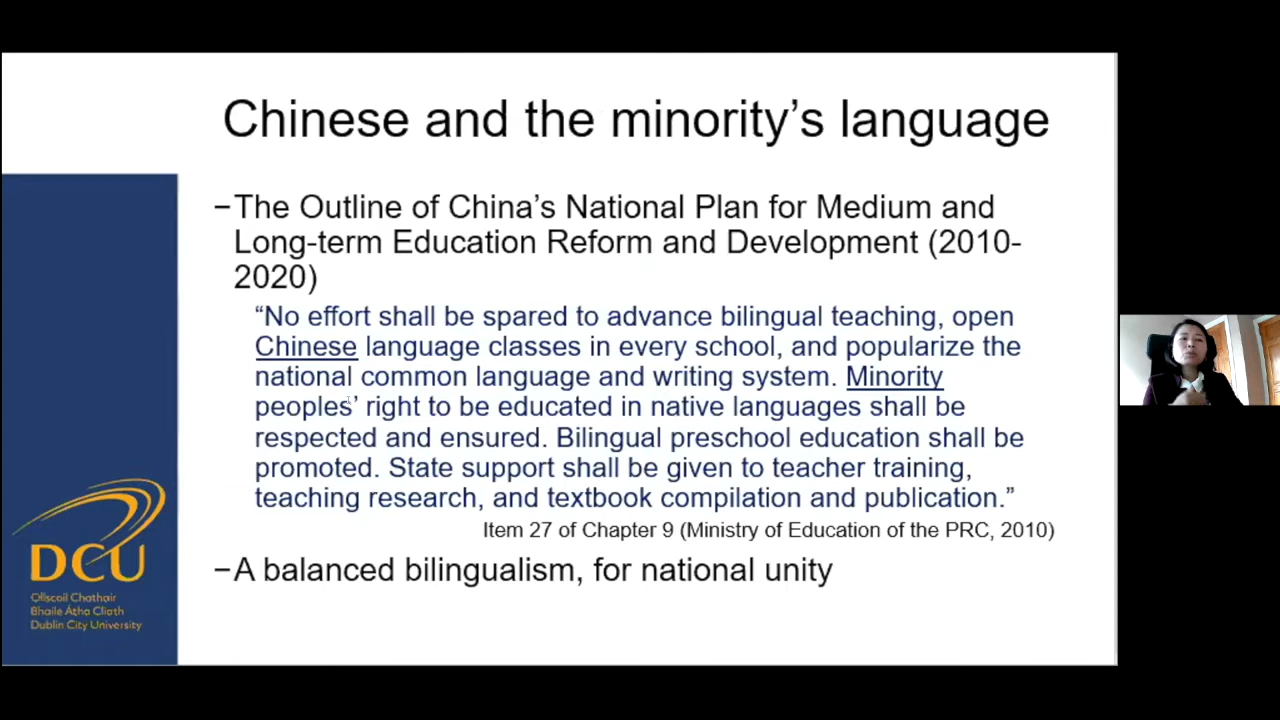 Chinese and the minority’s language
−The Outline of China’s National Plan for Medium and
Long-term Education Reform and Development (2010-
2020)
“No effort shall be spared to advance bilingual teaching, open
Chinese language classes in every school, and popularize the
national common language and writing system. Minority
peoples’ right to be educated in native languages shall be
respected and ensured. Bilingual preschool education shall be
promoted. State support shall be given to teacher training,
teaching research, and textbook compilation and publication.”
Item 27 of Chapter 9 (Ministry of Education of the PRC, 2010)
−A balanced bilingualism, for national unity
DCU
Ollscoil Chathair
Bhaile Átha Cliath
Dublin City University